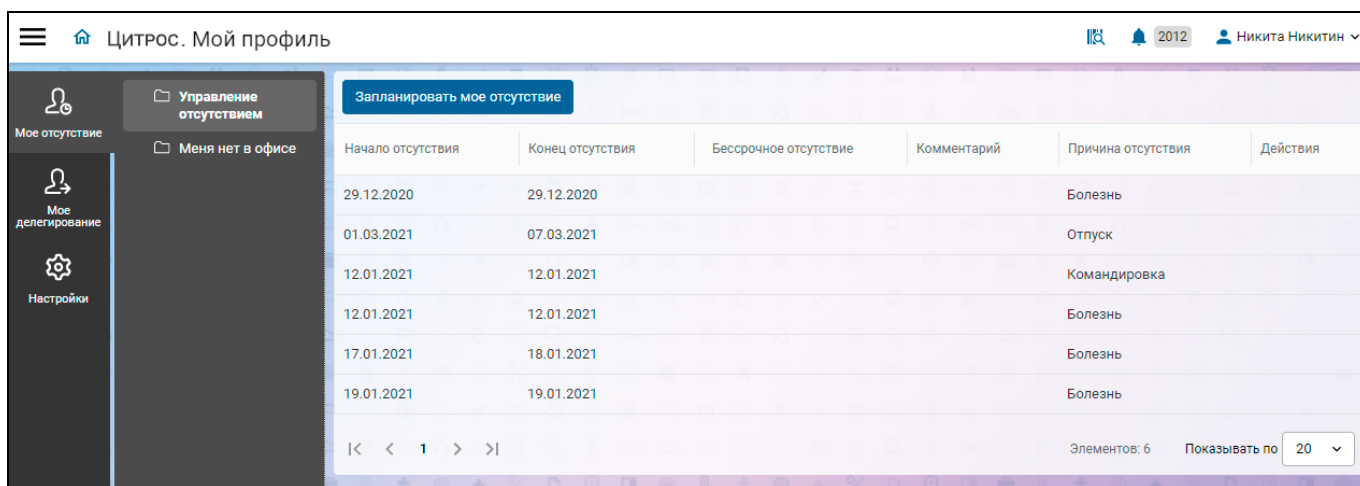 Цитрос. Мой профиль
2012
Никита Никитин
Мое отсутствие
Мое
делегирование
Настройки
Управление
отсутствием
Меня нет в офисе
Запланировать мое отсутствие
Начало отсутствия Конец отсутствия Бессрочное отсутствие Комментарий Причина отсутствия Действия
29.12.2020 29.12.2020 Болезнь
01.03.2021 07.03.2021 Отпуск
12.01.2021 12.01.2021 Командировка
12.01.2021 12.01.2021 Болезнь
17.01.2021 18.01.2021 Болезнь
19.01.2021 19.01.2021 Болезнь
1 Элементов: 6 Показывать по 20